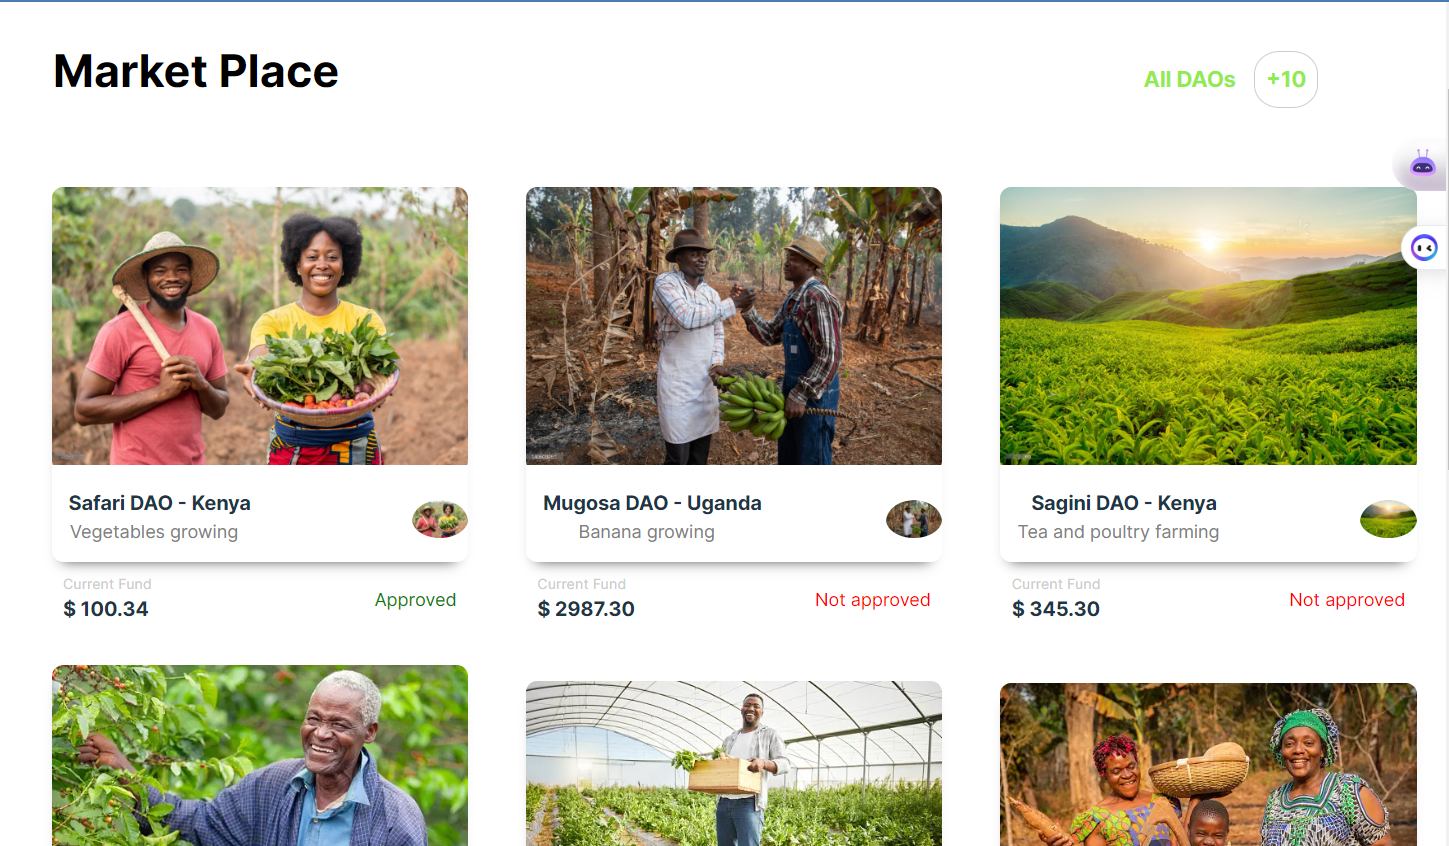 Market Place
All DAOs +10
Safari DAO - Kenya
Vegetables growing
Current Fund
$ 100.34
Approved
Mugosa DAO - Uganda
Banana growing
Current Fund
$ 2987.30
Not approved
Sagini DAO - Kenya
Tea and poultry farming
Current Fund
$ 345.30
Not approved